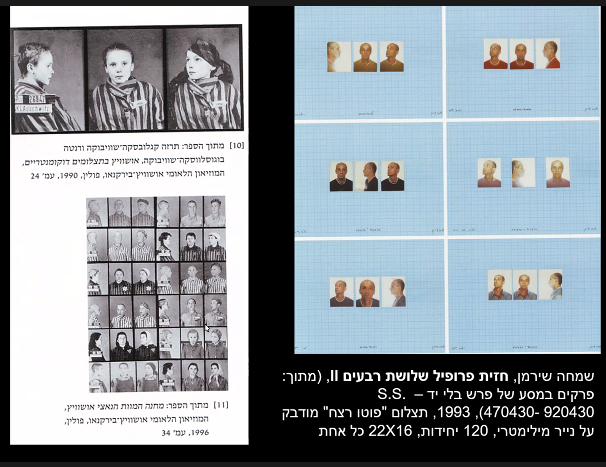 [10] מתוך הספר: תרזה קגלובסקה־שוויבוקה ורנטה
בוגוסלווסקה־שוויבוקה, אושוויץ בתצלומים דוקומנטריים,
המוזיאון הלאומי אושוויץ־בירקנאו, פולין, 1990, עמ' 24
[11] מתוך הספר: מחנה המוות הנאצי אושוויץ,
המוזיאון הלאומי אושוויץ־בירקנאו, פולין,
1996, עמ' 34
שמחה שירמן, חזית פרופיל שלושת רבעים II, (מתוך:
פרקים במסע של פרש בלי יד – S.S.
470430- 920430), 1993, תצלום "פוטו רצח" מודבק
על נייר מילימטרי, 120 יחידות, 22X16 כל אחת